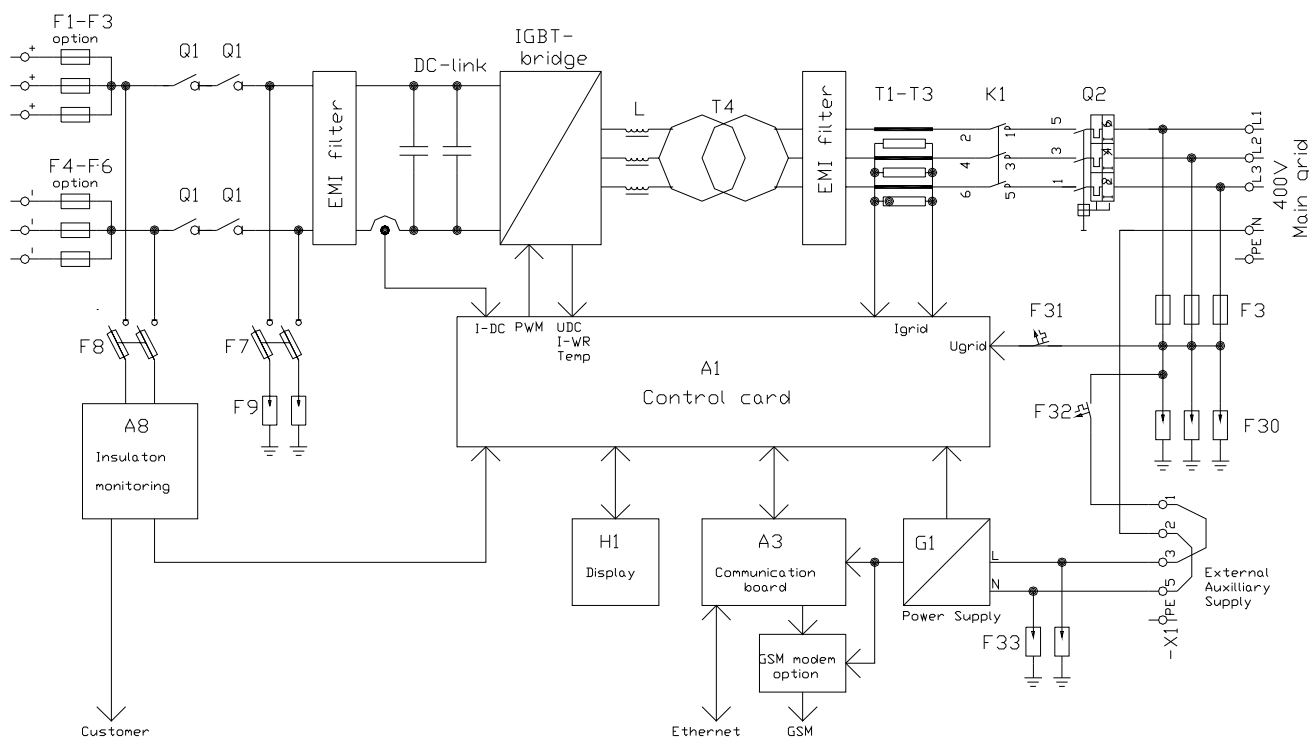 F1-F3
option
Q1 Q1
DC-link
IGBT-
bridge
L
T4
T1-T3
K1
Q2
+
+
+
EMI filter
EMI filter
2 1
4 3
6 5
5
3
1
6
4
2
L1
L2
L3
N
PE
400V
Main grid
F4-F6
option
Q1 Q1
-
-
-
F8
F7
F9
I-DC
PWM
UDC
I-WR
Temp
Igrid
Ugrid
F31
F3
A1
Control card
F32
F30
A8
Insulaton
monitoring
H1
Display
A3
Communication
board
G1
L
N
Power Supply
1
2
3
5
PE
-X1
External
Auxilliary
Supply
F33
GSM modem
option
Customer
Ethernet
GSM